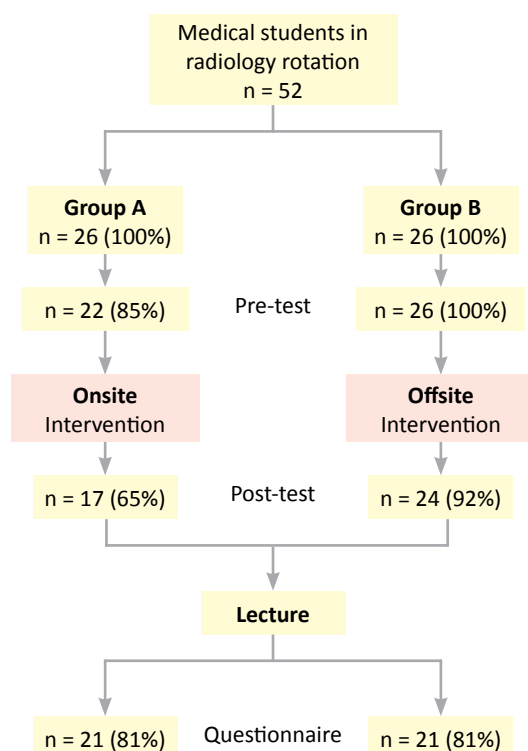 Medical students in
radiology rotation
n = 52
Group A
n = 26 (100%)
Group B
n = 26 (100%)
n = 22 (85%)
Pre-test
n = 26 (100%)
Onsite
Intervention
Offsite
Intervention
n = 17 (65%)
Post-test
n = 24 (92%)
Lecture
n = 21 (81%)
Questionnaire
n = 21 (81%)